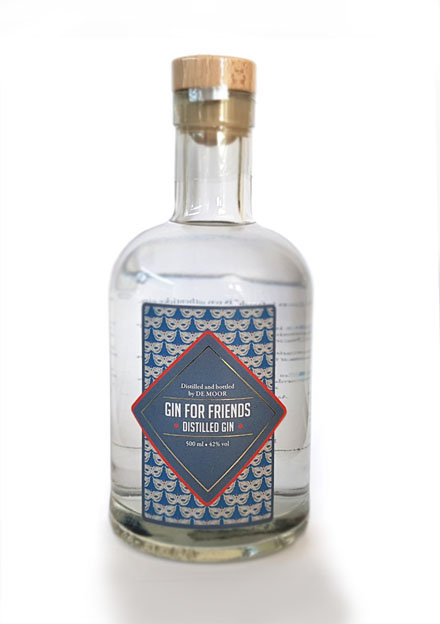 Distilled and bottled
by DE MOOR
GIN FOR FRIENDS
DISTILLED GIN
500 ml • 42% vol